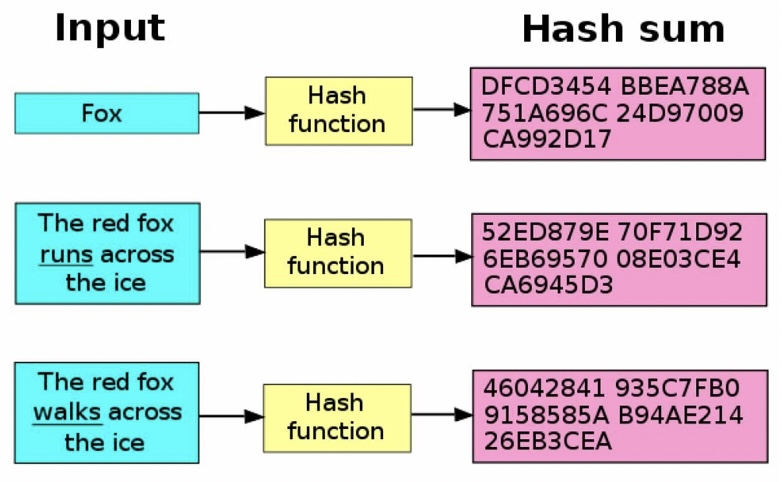 Input
Hash sum
Fox
Hash
function
DFCD3454 BBEA788A
751A696C 24D97009
CA992D17
The red fox
runs across
the ice
Hash
function
52ED879E 70F71D92
6EB69570 08E03CE4
CA6945D3
The red fox
walks across
the ice
Hash
function
46042841 935C7FB0
9158585A B94AE214
26EB3CEA